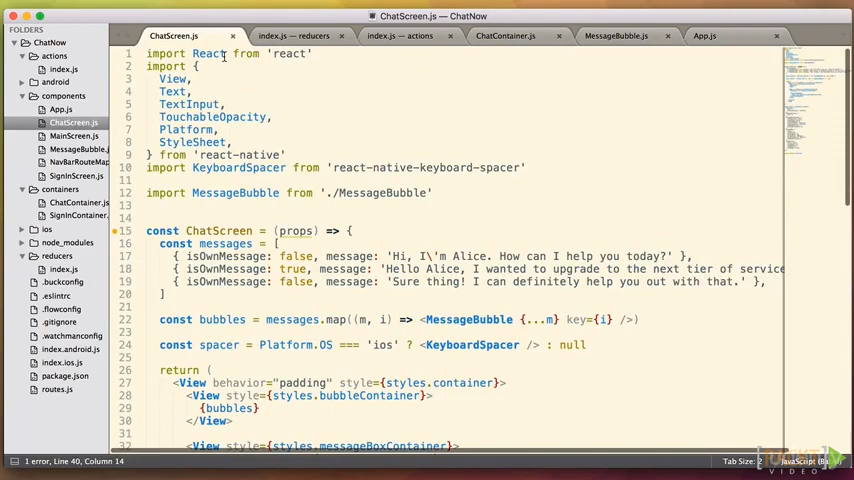 ChatScreen.js — ChatNow
FOLDERS
ChatNow
actions
index.js
android
components
App.js
ChatScreen.js
MainScreen.js
MessageBubble.
NavBarRouteMap
SignInScreen.js
containers
ChatContainer.js
SignInContainer.
ios
node_modules
reducers
index.js
.buckconfig
.eslintrc
.flowconfig
.gitignore
.watchmanconfig
index.android.js
index.ios.js
package.json
routes.js
ChatScreen.js × index.js — reducers × index.js — actions × ChatContainer.js × MessageBubble.js × App.js ×
1 import React from 'react'
2 import {
3 View,
4 Text,
5 TextInput,
6 TouchableOpacity,
7 Platform,
8 StyleSheet,
9 } from 'react-native'
10 import KeyboardSpacer from 'react-native-keyboard-spacer'
11
12 import MessageBubble from './MessageBubble'
13
14
15 const ChatScreen = (props) => {
16 const messages = [
17 { isOwnMessage: false, message: 'Hi, I\'m Alice. How can I help you today?' },
18 { isOwnMessage: true, message: 'Hello Alice, I wanted to upgrade to the next tier of service
19 { isOwnMessage: false, message: 'Sure thing! I can definitely help you out with that.' },
20 ]
21
22 const bubbles = messages.map((m, i) => <MessageBubble {...m} key={i} />)
23
24 const spacer = Platform.OS === 'ios' ? <KeyboardSpacer /> : null
25
26 return (
27 <View behavior="padding" style={styles.container}>
28 <View style={styles.bubbleContainer}>
29 {bubbles}
30 </View>
31
32 <View style={styles.messageBoxContainer}>
1 error, Line 40, Column 14 Tab Size: 2 JavaScript
VIDEO